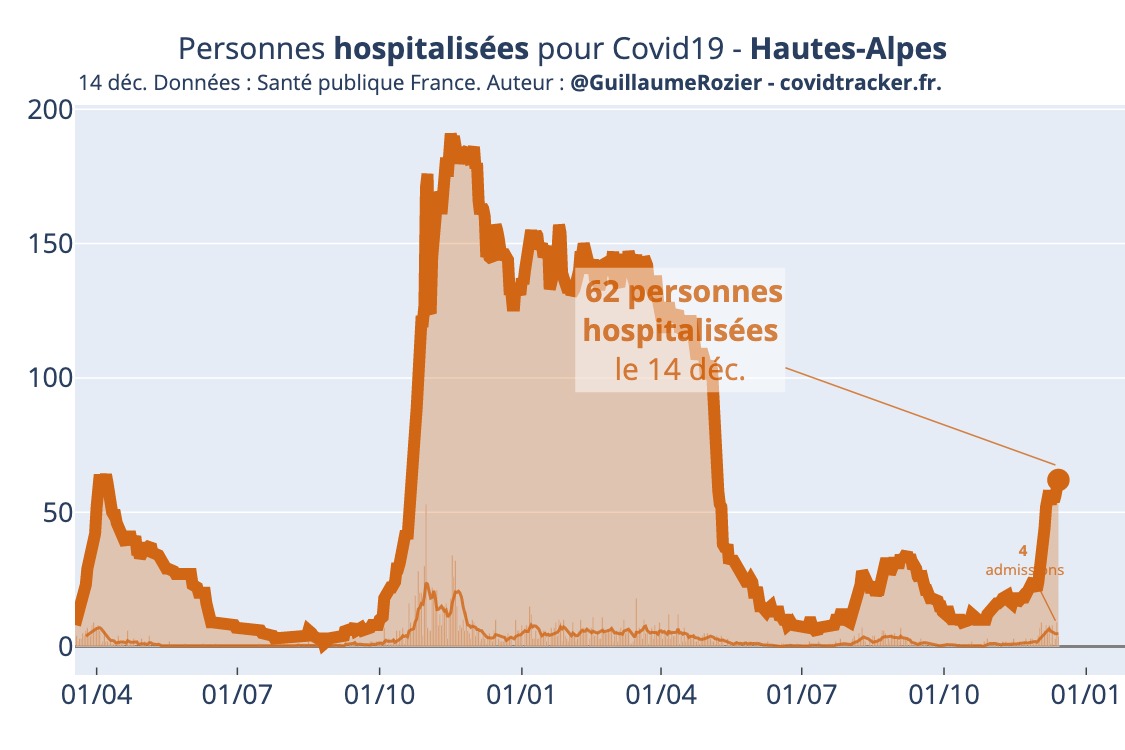 Personnes hospitalisées pour Covid19 - Hautes-Alpes
14 déc. Données : Santé publique France. Auteur : @GuillaumeRozier - covidtracker.fr.
200
150
100
50
0
62 personnes
hospitalisées
le 14 déc.
4
admissions
01/04 01/07 01/10 01/01 01/04 01/07 01/10 01/01